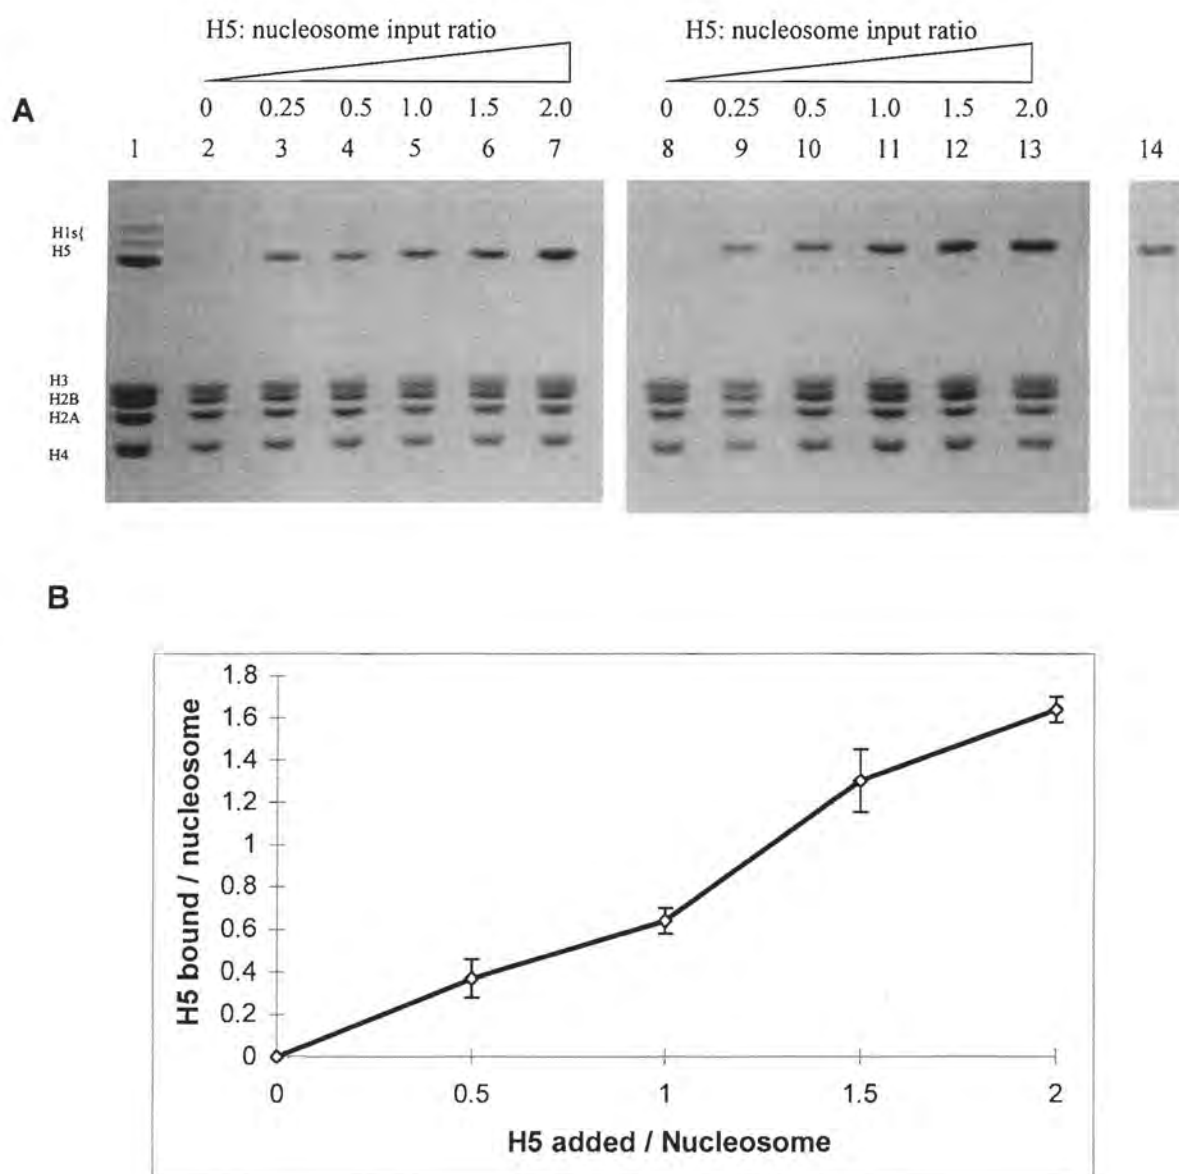 H5: nucleosome input ratio
H5: nucleosome input ratio
A
0 0.25 0.5 1.0 1.5 2.0
0 0.25 0.5 1.0 1.5 2.0
1 2 3 4 5 6 7
8 9 10 11 12 13
14
H1s{
H5
H3
H2B
H2A
H4
B
1.8
1.6
1.4
1.2
1
0.8
0.6
0.4
0.2
0
H5 bound / nucleosome
0 0.5 1 1.5 2
H5 added / Nucleosome